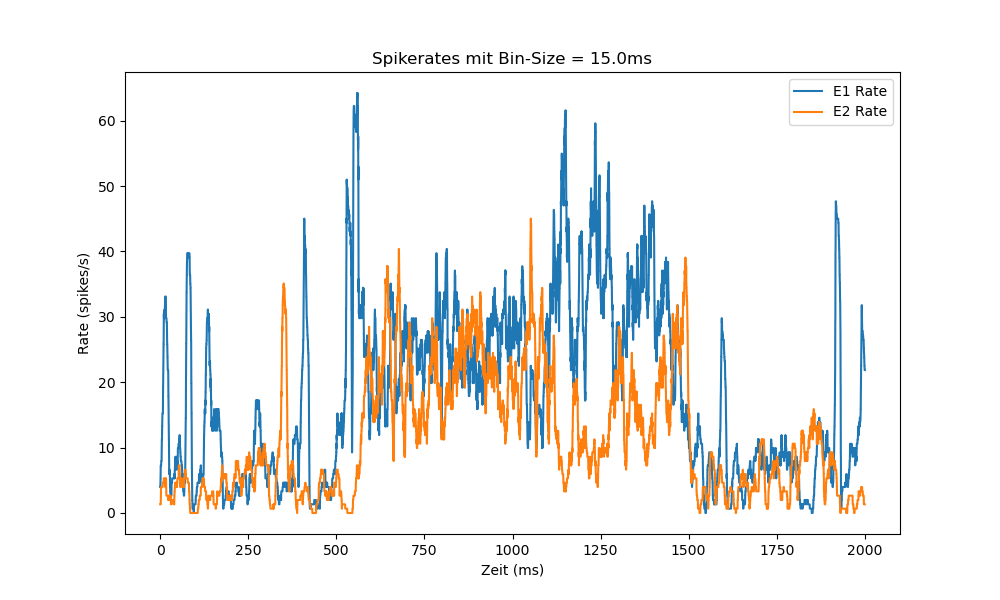 Spikerates mit Bin-Size = 15.0ms
E1 Rate
E2 Rate
Rate (spikes/s)
60
50
40
30
20
10
0
0 250 500 750 1000 1250 1500 1750 2000
Zeit (ms)